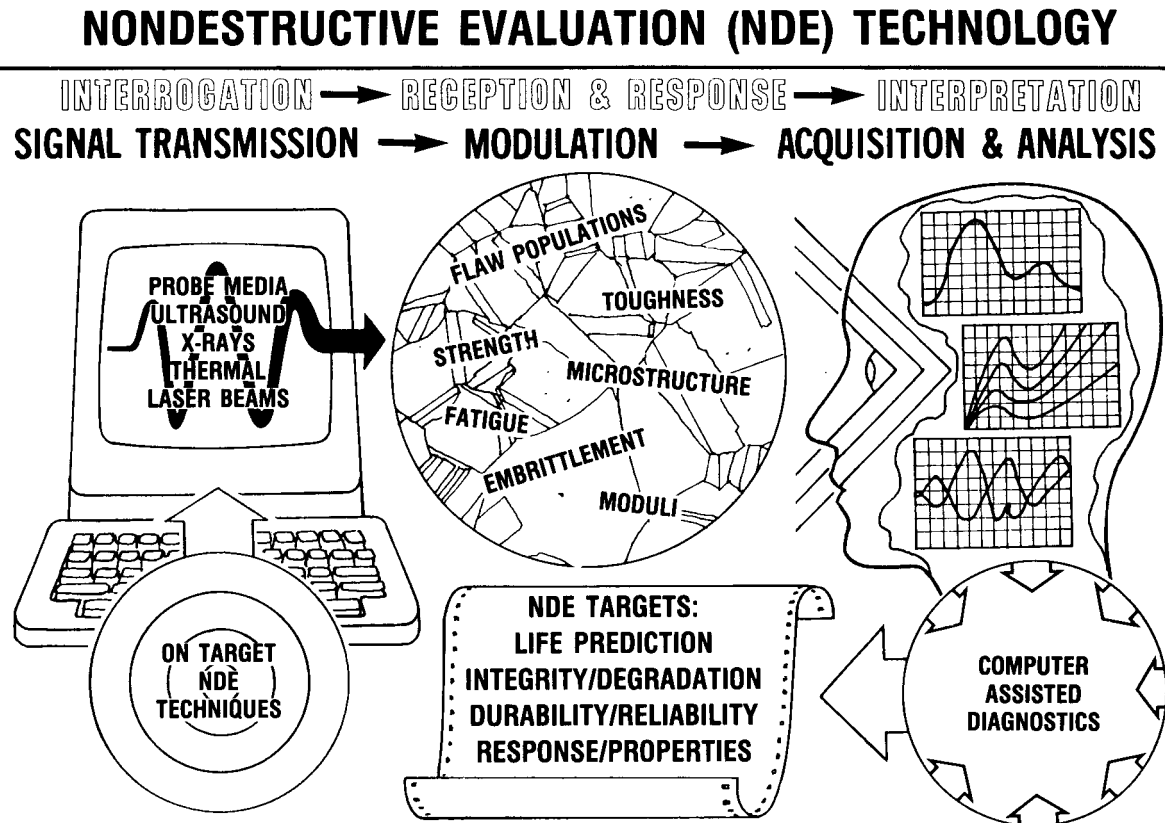 NONDESTRUCTIVE EVALUATION (NDE) TECHNOLOGY
INTERROGATION → RECEPTION & RESPONSE → INTERPRETATION
SIGNAL TRANSMISSION → MODULATION → ACQUISITION & ANALYSIS
PROBE MEDIA
ULTRASOUND
X-RAYS
THERMAL
LASER BEAMS
FLAW POPULATIONS
TOUGHNESS
STRENGTH
MICROSTRUCTURE
FATIGUE
EMBRITTLEMENT
MODULI
ON TARGET
NDE
TECHNIQUES
NDE TARGETS:
LIFE PREDICTION
INTEGRITY/DEGRADATION
DURABILITY/RELIABILITY
RESPONSE/PROPERTIES
COMPUTER
ASSISTED
DIAGNOSTICS